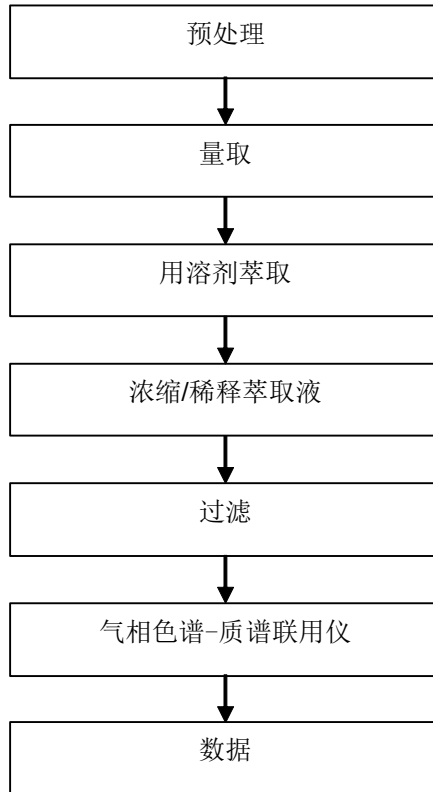 预处理
量取
用溶剂萃取
浓缩/稀释萃取液
过滤
气相色谱-质谱联用仪
数据